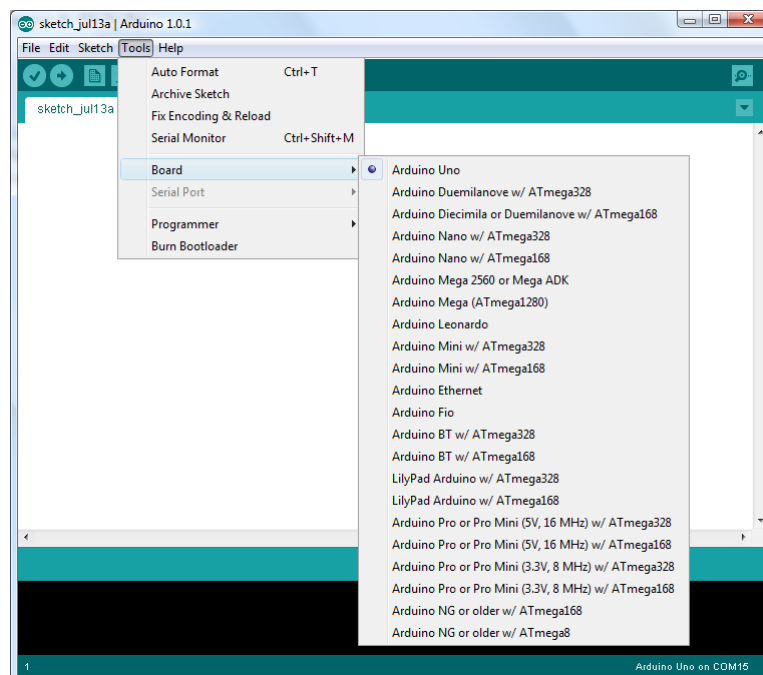 sketch_jul13a | Arduino 1.0.1
File Edit Sketch Tools Help
Auto Format Ctrl+T
Archive Sketch
Fix Encoding & Reload
Serial Monitor Ctrl+Shift+M
Board
Serial Port
Programmer
Burn Bootloader
sketch_jul13a
Arduino Uno
Arduino Duemilanove w/ ATmega328
Arduino Diecimila or Duemilanove w/ ATmega168
Arduino Nano w/ ATmega328
Arduino Nano w/ ATmega168
Arduino Mega 2560 or Mega ADK
Arduino Mega (ATmega1280)
Arduino Leonardo
Arduino Mini w/ ATmega328
Arduino Mini w/ ATmega168
Arduino Ethernet
Arduino Fio
Arduino BT w/ ATmega328
Arduino BT w/ ATmega168
LilyPad Arduino w/ ATmega328
LilyPad Arduino w/ ATmega168
Arduino Pro or Pro Mini (5V, 16 MHz) w/ ATmega328
Arduino Pro or Pro Mini (5V, 16 MHz) w/ ATmega168
Arduino Pro or Pro Mini (3.3V, 8 MHz) w/ ATmega328
Arduino Pro or Pro Mini (3.3V, 8 MHz) w/ ATmega168
Arduino NG or older w/ ATmega168
Arduino NG or older w/ ATmega8
1 Arduino Uno on COM15